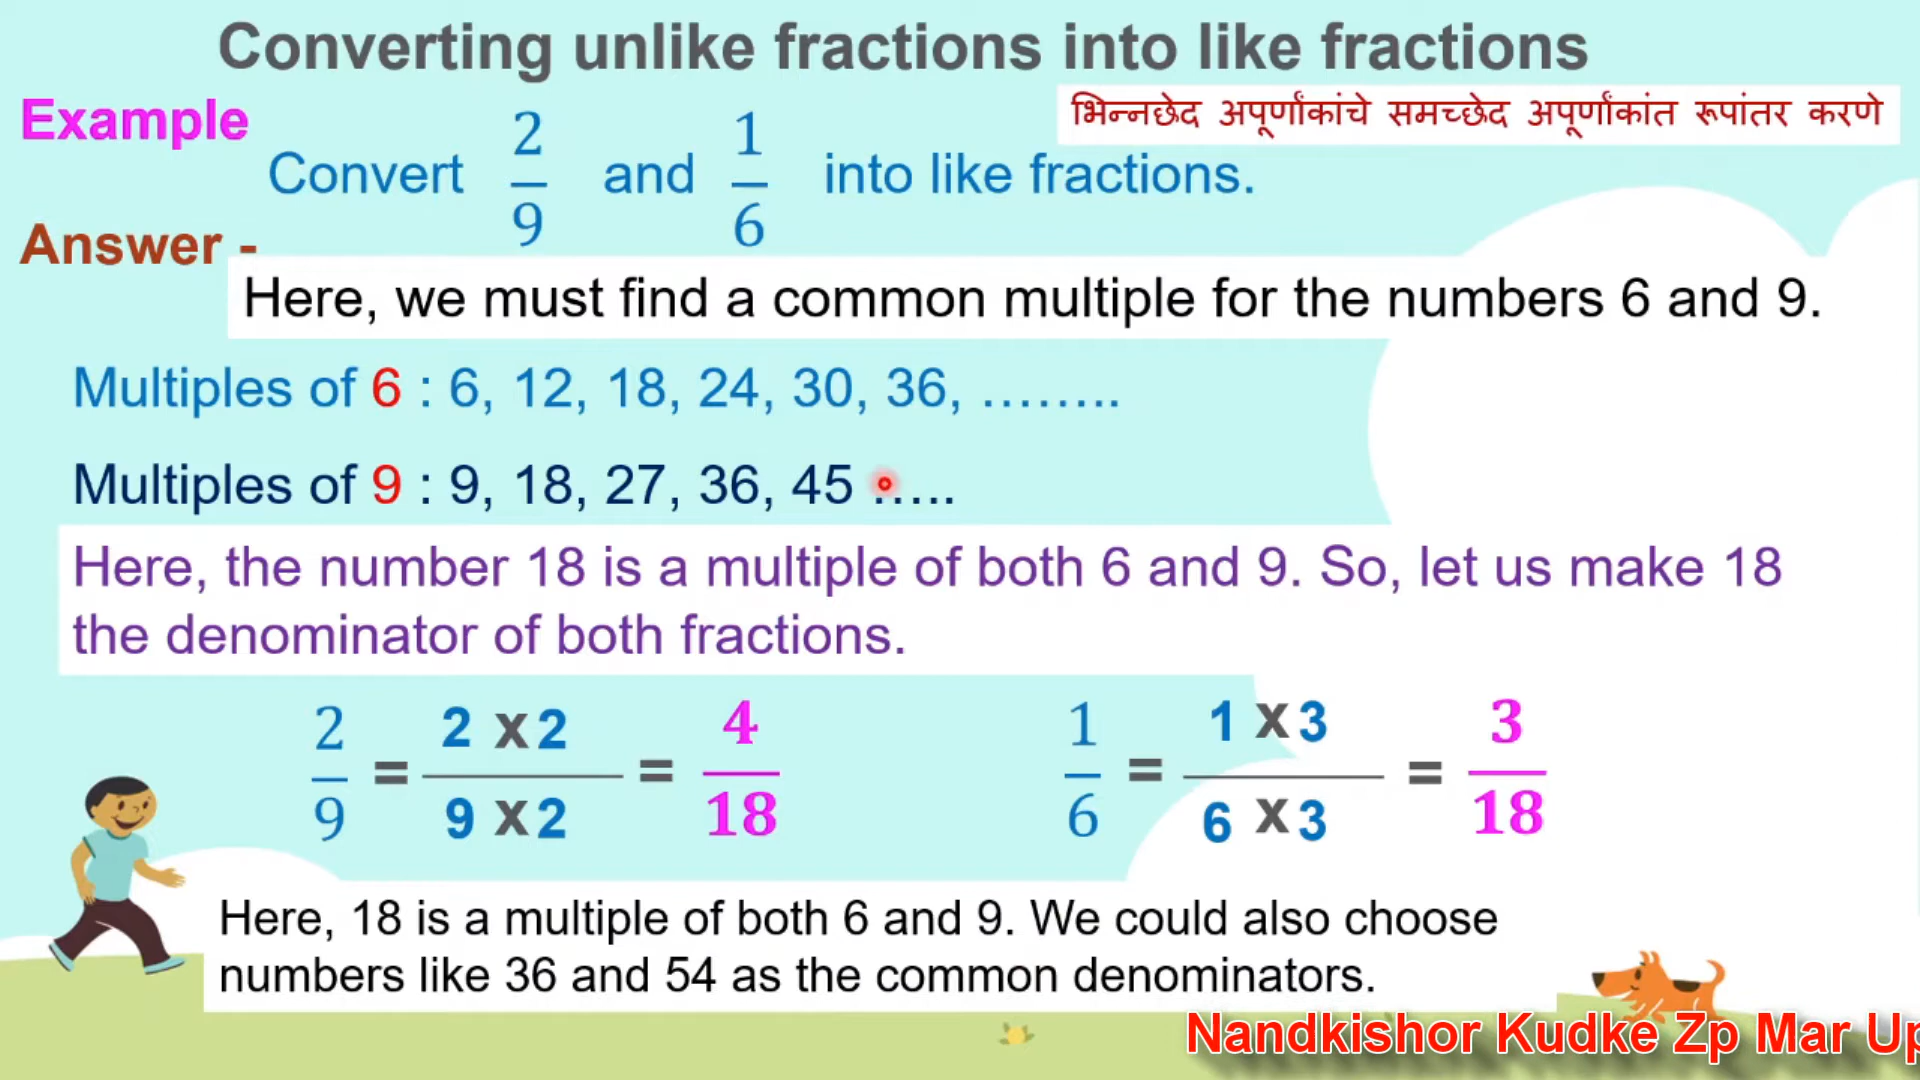 Converting unlike fractions into like fractions
Example
भिन्नछेद अपूर्णांकांचे समच्छेद अपूर्णांकांत रूपांतर करणे
Convert 2/9 and 1/6 into like fractions.
Answer -
Here, we must find a common multiple for the numbers 6 and 9.
Multiples of 6 : 6, 12, 18, 24, 30, 36, ........
Multiples of 9 : 9, 18, 27, 36, 45 .....
Here, the number 18 is a multiple of both 6 and 9. So, let us make 18
the denominator of both fractions.
2/9 = 2 x 2 / 9 x 2 = 4/18
1/6 = 1 x 3 / 6 x 3 = 3/18
Here, 18 is a multiple of both 6 and 9. We could also choose
numbers like 36 and 54 as the common denominators.
Nandkishor Kudke Zp Mar Up